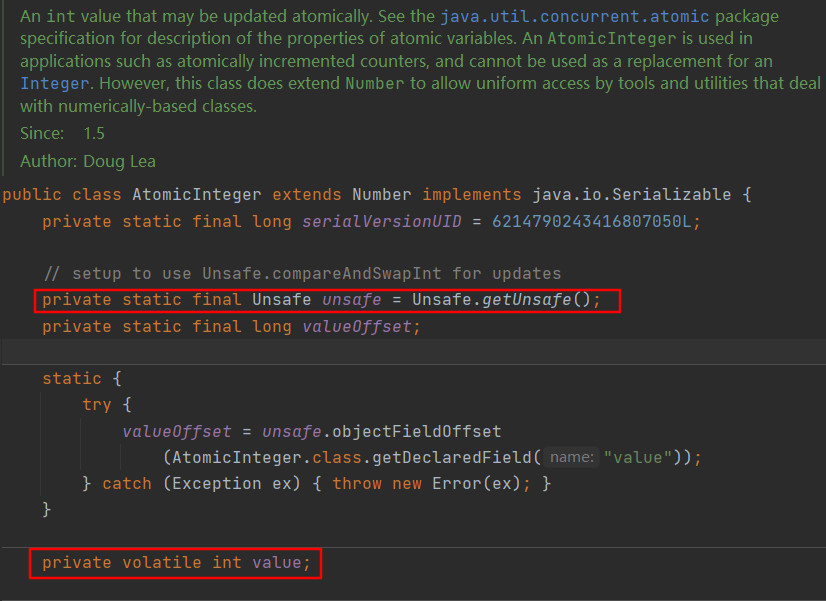 An int value that may be updated atomically. See the java.util.concurrent.atomic package
specification for description of the properties of atomic variables. An AtomicInteger is used in
applications such as atomically incremented counters, and cannot be used as a replacement for an
Integer. However, this class does extend Number to allow uniform access by tools and utilities that deal
with numerically-based classes.
Since: 1.5
Author: Doug Lea
public class AtomicInteger extends Number implements java.io.Serializable {
    private static final long serialVersionUID = 6214790243416807050L;
    // setup to use Unsafe.compareAndSwapInt for updates
    private static final Unsafe unsafe = Unsafe.getUnsafe();
    private static final long valueOffset;
    static {
        try {
            valueOffset = unsafe.objectFieldOffset
                (AtomicInteger.class.getDeclaredField( name: "value"));
        } catch (Exception ex) { throw new Error(ex); }
    }
    private volatile int value;